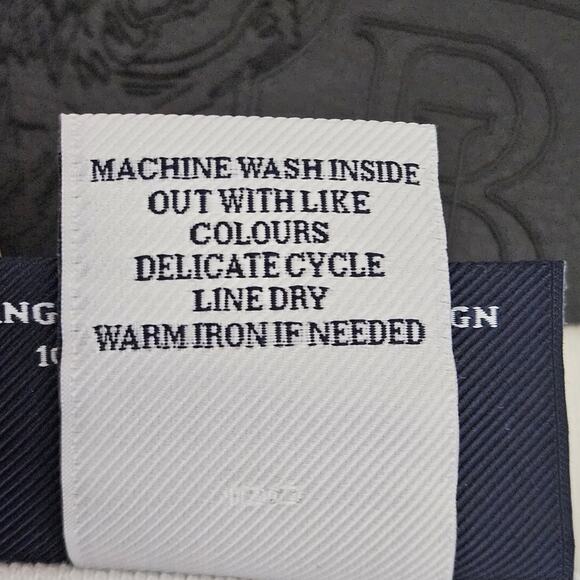 MACHINE WASH INSIDE
OUT WITH LIKE
COLOURS
DELICATE CYCLE
LINE DRY
WARM IRON IF NEEDED